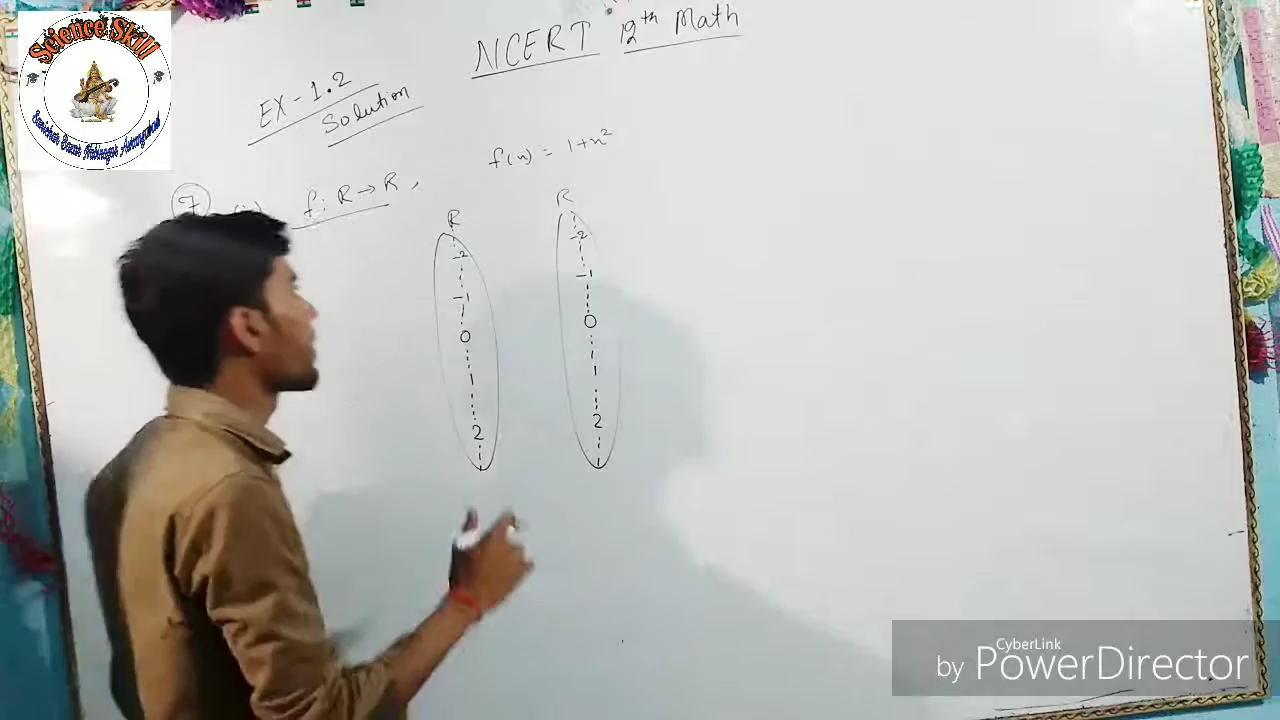 Science Skill
NCERT 12th Math
EX-1.2
Solution
f(x) = 1+x²
7
f: R → R,
R
-2
-1
0
1
2
R
-2
-1
0
1
2
CyberLink
by PowerDirector